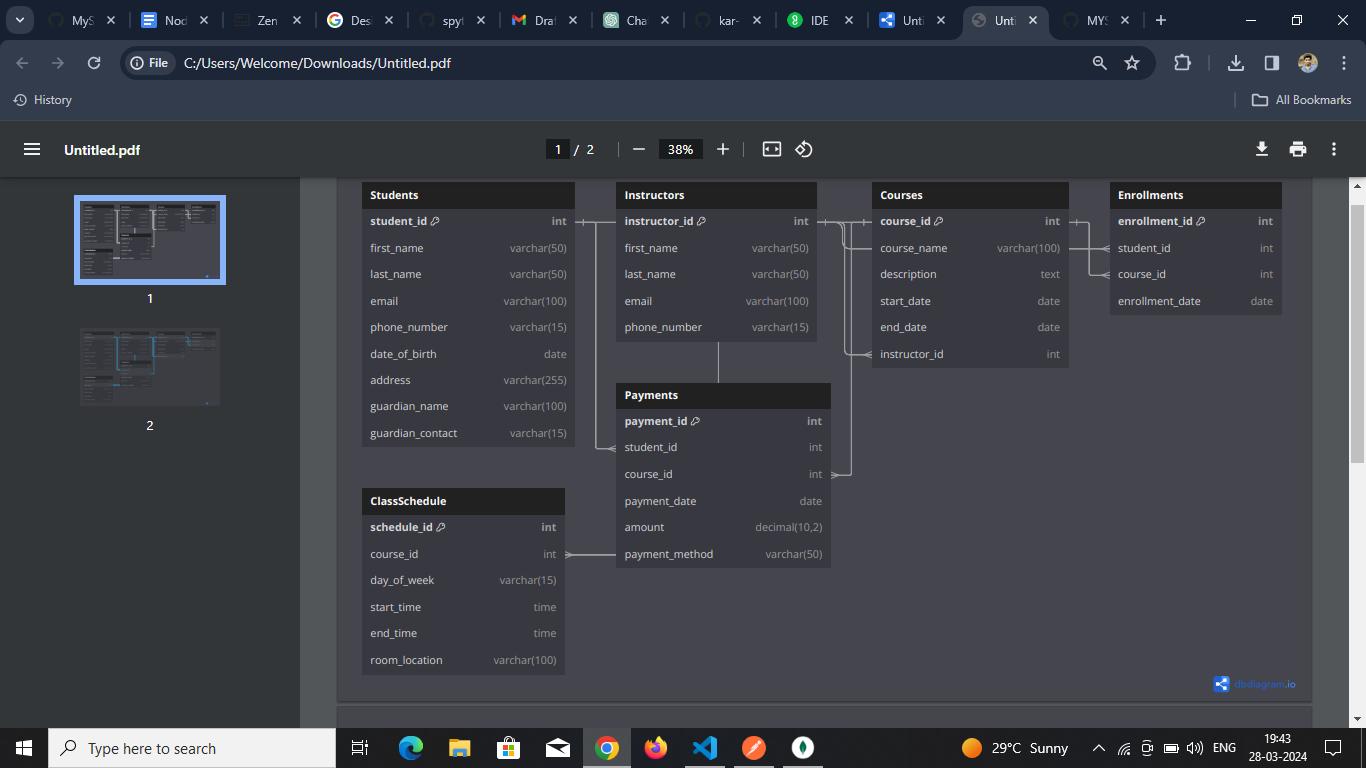 MyS
Nod
Zen
Desi
spyf
Draf
Cha
kar-
IDE
Unti
Unti
MYS
File C:/Users/Welcome/Downloads/Untitled.pdf
History
All Bookmarks
Untitled.pdf
1 / 2
38%
1
2
Students
student_id int
first_name varchar(50)
last_name varchar(50)
email varchar(100)
phone_number varchar(15)
date_of_birth date
address varchar(255)
guardian_name varchar(100)
guardian_contact varchar(15)
Instructors
instructor_id int
first_name varchar(50)
last_name varchar(50)
email varchar(100)
phone_number varchar(15)
Courses
course_id int
course_name varchar(100)
description text
start_date date
end_date date
instructor_id int
Enrollments
enrollment_id int
student_id int
course_id int
enrollment_date date
Payments
payment_id int
student_id int
course_id int
payment_date date
amount decimal(10,2)
payment_method varchar(50)
ClassSchedule
schedule_id int
course_id int
day_of_week varchar(15)
start_time time
end_time time
room_location varchar(100)
dbdiagram.io
Type here to search
29°C Sunny
ENG
19:43
28-03-2024